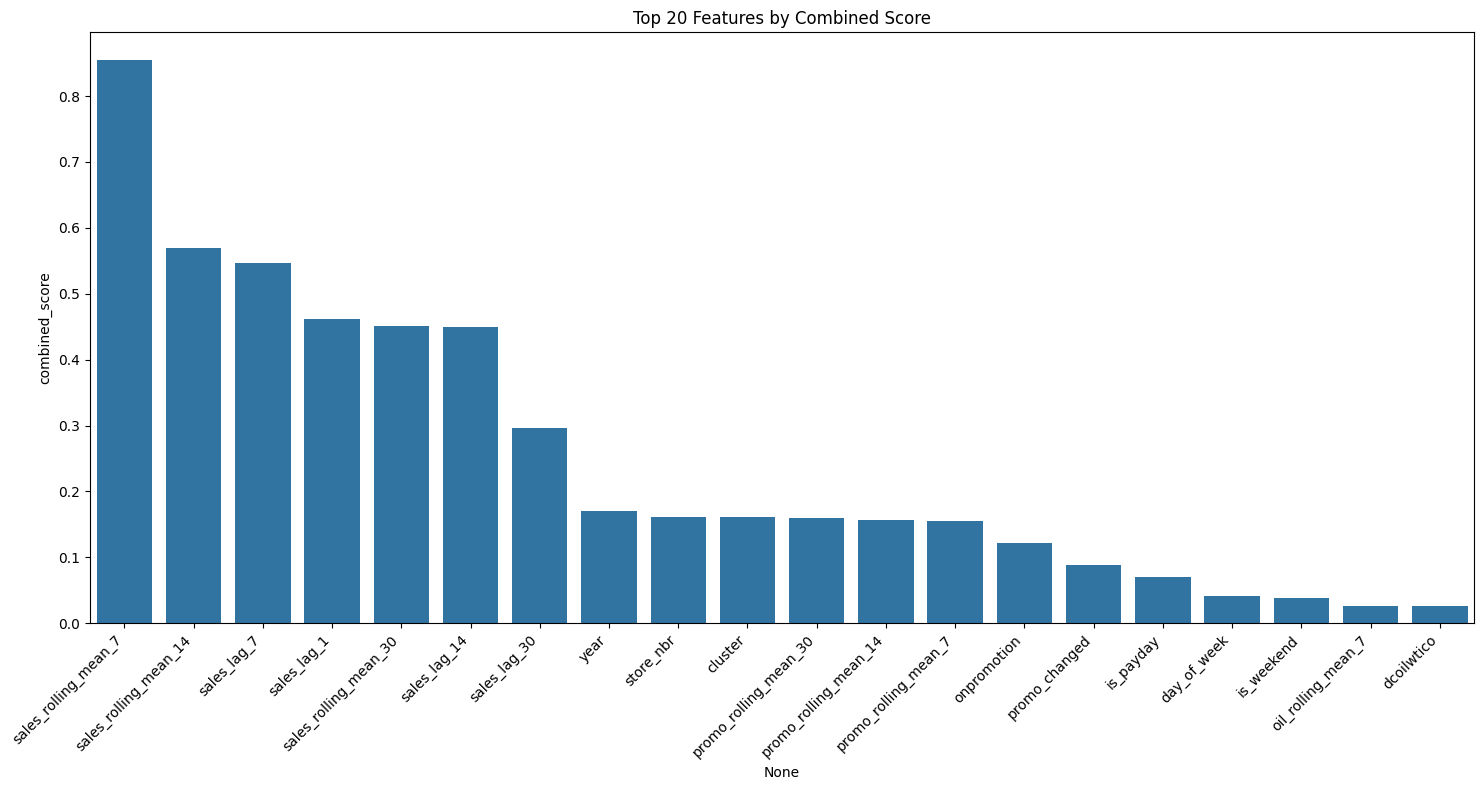 Top 20 Features by Combined Score
combined_score
0.8
0.7
0.6
0.5
0.4
0.3
0.2
0.1
0.0
sales_rolling_mean_7
sales_rolling_mean_14
sales_lag_7
sales_lag_1
sales_rolling_mean_30
sales_lag_14
sales_lag_30
year
store_nbr
cluster
promo_rolling_mean_30
promo_rolling_mean_14
promo_rolling_mean_7
onpromotion
promo_changed
is_payday
day_of_week
is_weekend
oil_rolling_mean_7
dcoilwtico
None